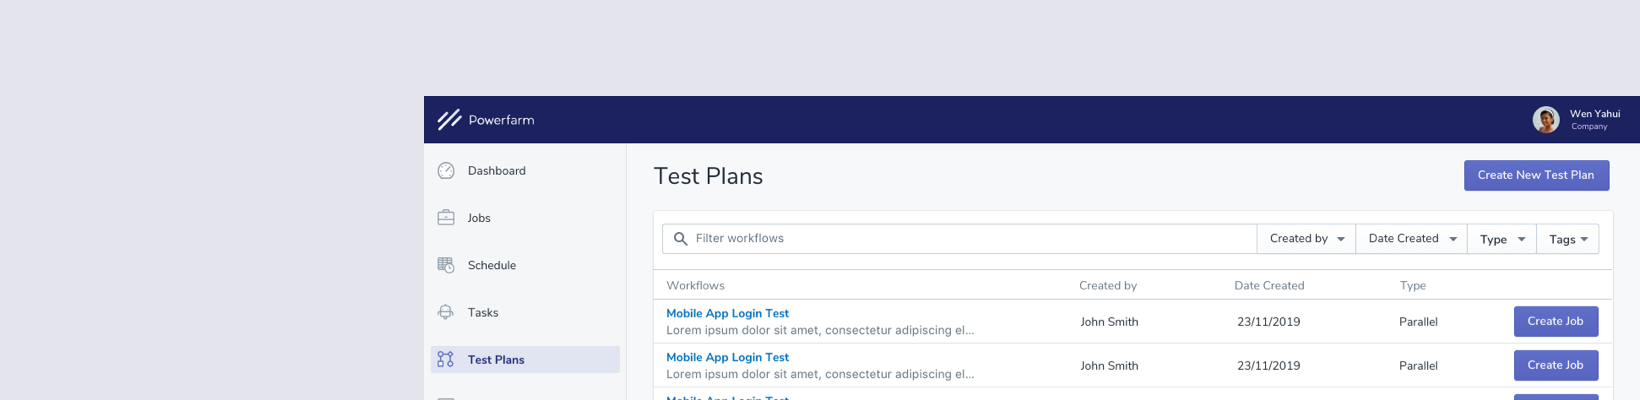 Powerfarm
Wen Yahui
Company
Dashboard
Jobs
Schedule
Tasks
Test Plans
Test Plans
Create New Test Plan
Filter workflows
Created by
Date Created
Type
Tags
Workflows Created by Date Created Type
Mobile App Login Test
Lorem ipsum dolor sit amet, consectetur adipiscing el...
John Smith 23/11/2019 Parallel Create Job
Mobile App Login Test
Lorem ipsum dolor sit amet, consectetur adipiscing el...
John Smith 23/11/2019 Parallel Create Job